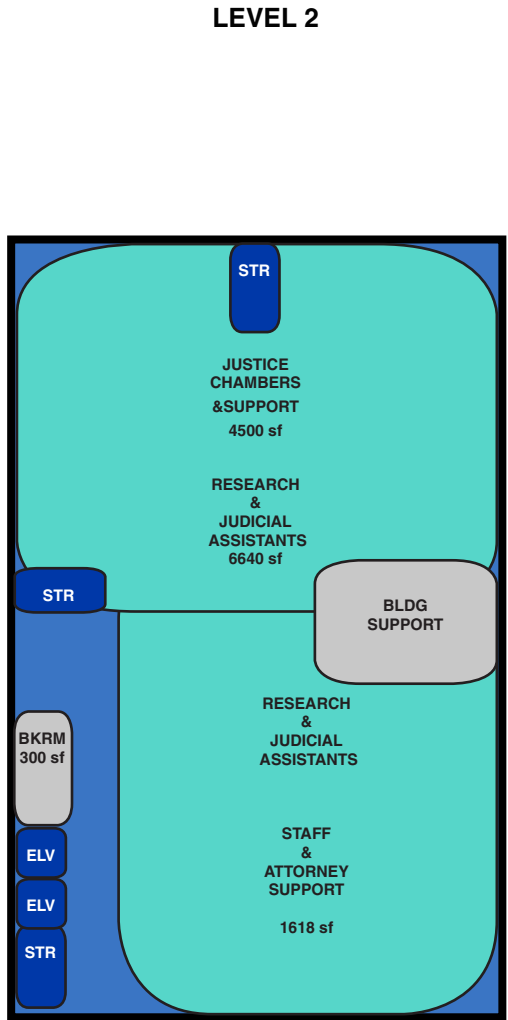 LEVEL 2
STR
JUSTICE
CHAMBERS
&SUPPORT
4500 sf
RESEARCH
&
JUDICIAL
ASSISTANTS
6640 sf
STR
BLDG
SUPPORT
RESEARCH
&
JUDICIAL
ASSISTANTS
BKRM
300 sf
STAFF
&
ATTORNEY
SUPPORT
1618 sf
ELV
ELV
STR